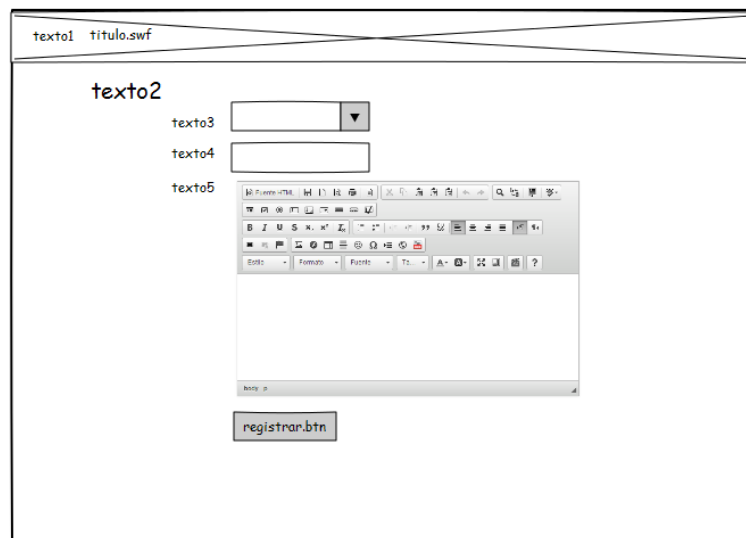 texto1 titulo.swf
texto2
texto3
texto4
texto5
Fuente HTML
B I U S
Estilo Formato Fuente Ta... A- A- ?
body p
registrar.btn